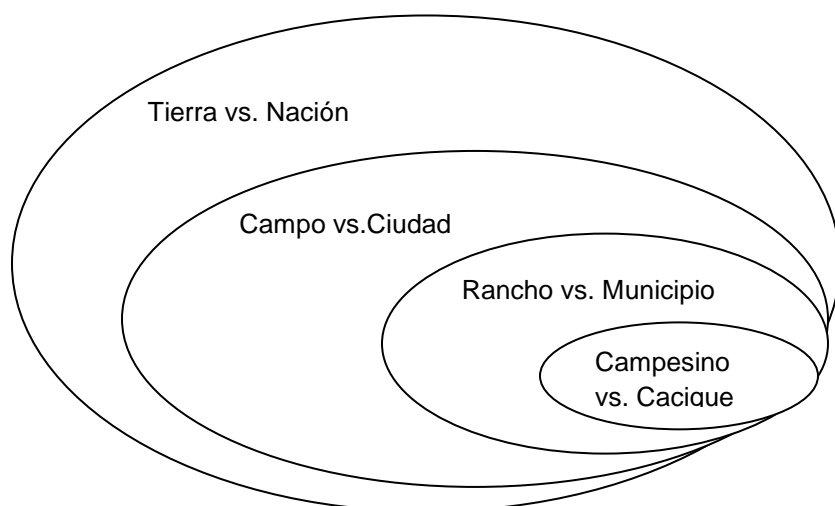 Tierra vs. Nación
Campo vs.Ciudad
Rancho vs. Municipio
Campesino
vs. Cacique